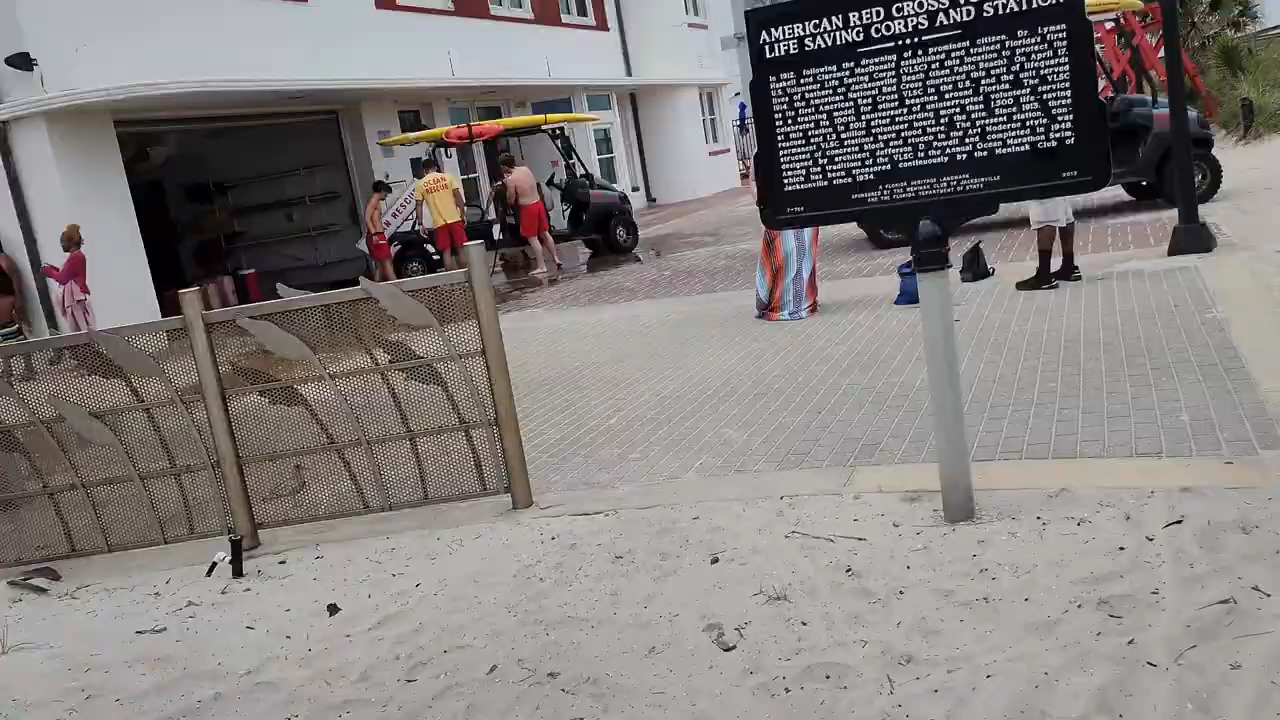 AMERICAN RED CROSS
LIFE SAVING CORPS AND STATION
In 1912, following the drowning of a prominent citizen, Dr. Lyman
Haskell and Clarence MacDonald established and trained Florida's first
U.S. Volunteer Life Saving Corps (VLSC) at this location to protect the
lives of bathers on Jacksonville Beach (then Pablo Beach). On April 17,
1914, the American National Red Cross chartered this unit of lifeguards
as its first American Red Cross VLSC in the U.S., and the unit served
as a training model for other beaches around Florida. The VLSC
celebrated its 100th anniversary of uninterrupted volunteer service
at this station in 2012 after recording more than 1,500 life-saving
rescues and 1.3 million volunteer hours at the site. Since 1913, three
permanent VLSC stations have stood here. The present station, con-
structed of concrete block and stucco in the Art Moderne style, was
designed by architect Jefferson D. Powell and completed in 1948.
Among the traditions of the VLSC is the Annual Ocean Marathon Swim,
which has been sponsored continuously by the Meninak Club of
Jacksonville since 1934.
A FLORIDA HERITAGE LANDMARK
SPONSORED BY THE MENINAK CLUB OF JACKSONVILLE
AND THE FLORIDA DEPARTMENT OF STATE
2013
OCEAN
RESCUE
RESCUE